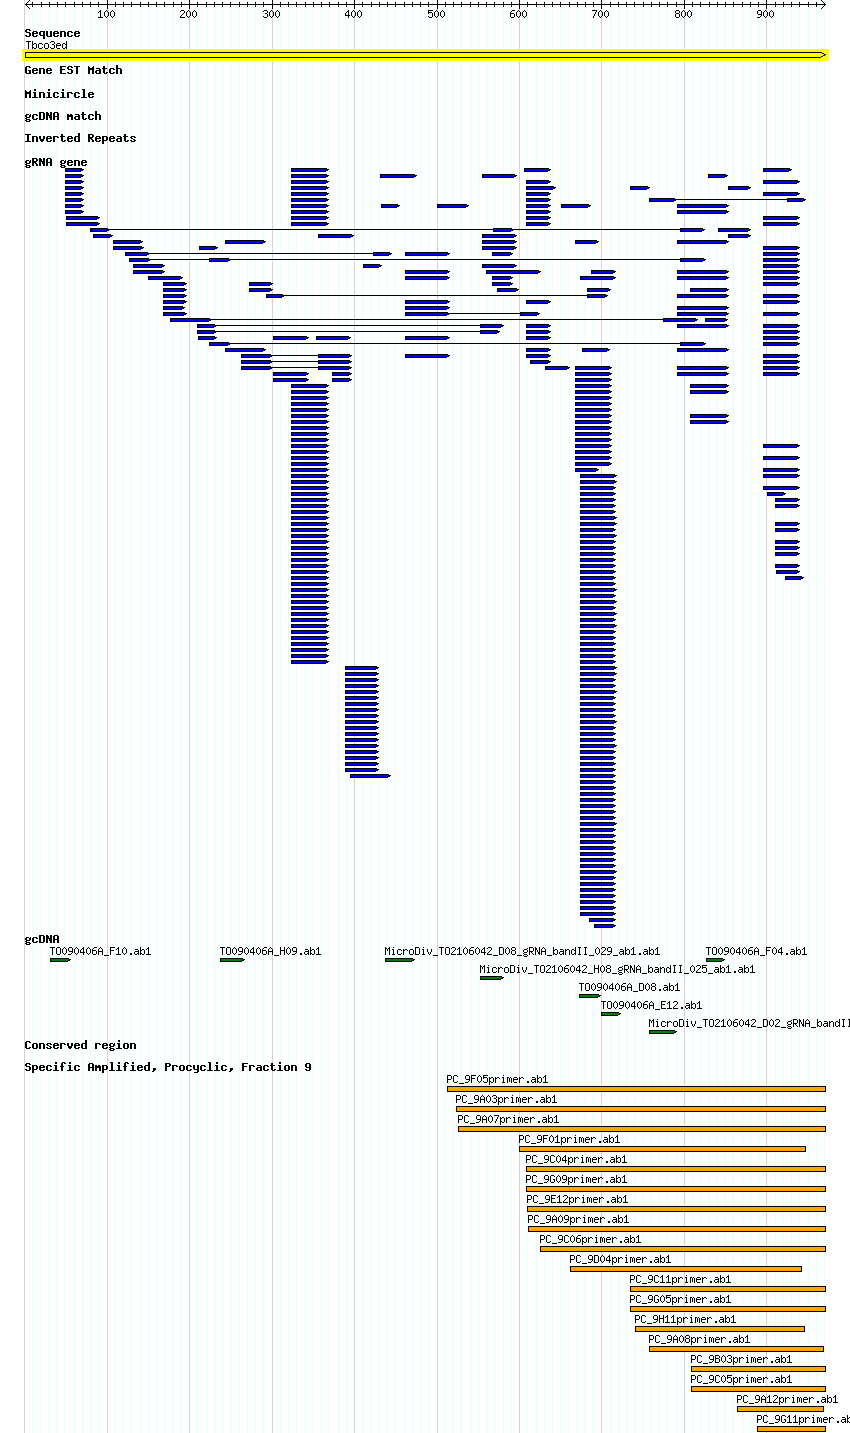 100 200 300 400 500 600 700 800 900
Sequence
Tbco3ed
Gene EST Match
Minicircle
gcDNA match
Inverted Repeats
gRNA gene
gcDNA
TO090406A_F10.ab1 TO090406A_H09.ab1 MicroDiv_TO2106042_D08_gRNA_bandII_029_ab1.ab1 TO090406A_F04.ab1
MicroDiv_TO2106042_H08_gRNA_bandII_025_ab1.ab1
TO090406A_D08.ab1
TO090406A_E12.ab1
MicroDiv_TO2106042_D02_gRNA_bandII
Conserved region
Specific Amplified, Procyclic, Fraction 9
PC_9F05primer.ab1
PC_9A03primer.ab1
PC_9A07primer.ab1
PC_9F01primer.ab1
PC_9C04primer.ab1
PC_9G09primer.ab1
PC_9E12primer.ab1
PC_9A09primer.ab1
PC_9C06primer.ab1
PC_9D04primer.ab1
PC_9C11primer.ab1
PC_9G05primer.ab1
PC_9H11primer.ab1
PC_9A08primer.ab1
PC_9B03primer.ab1
PC_9C05primer.ab1
PC_9A12primer.ab1
PC_9G11primer.ab